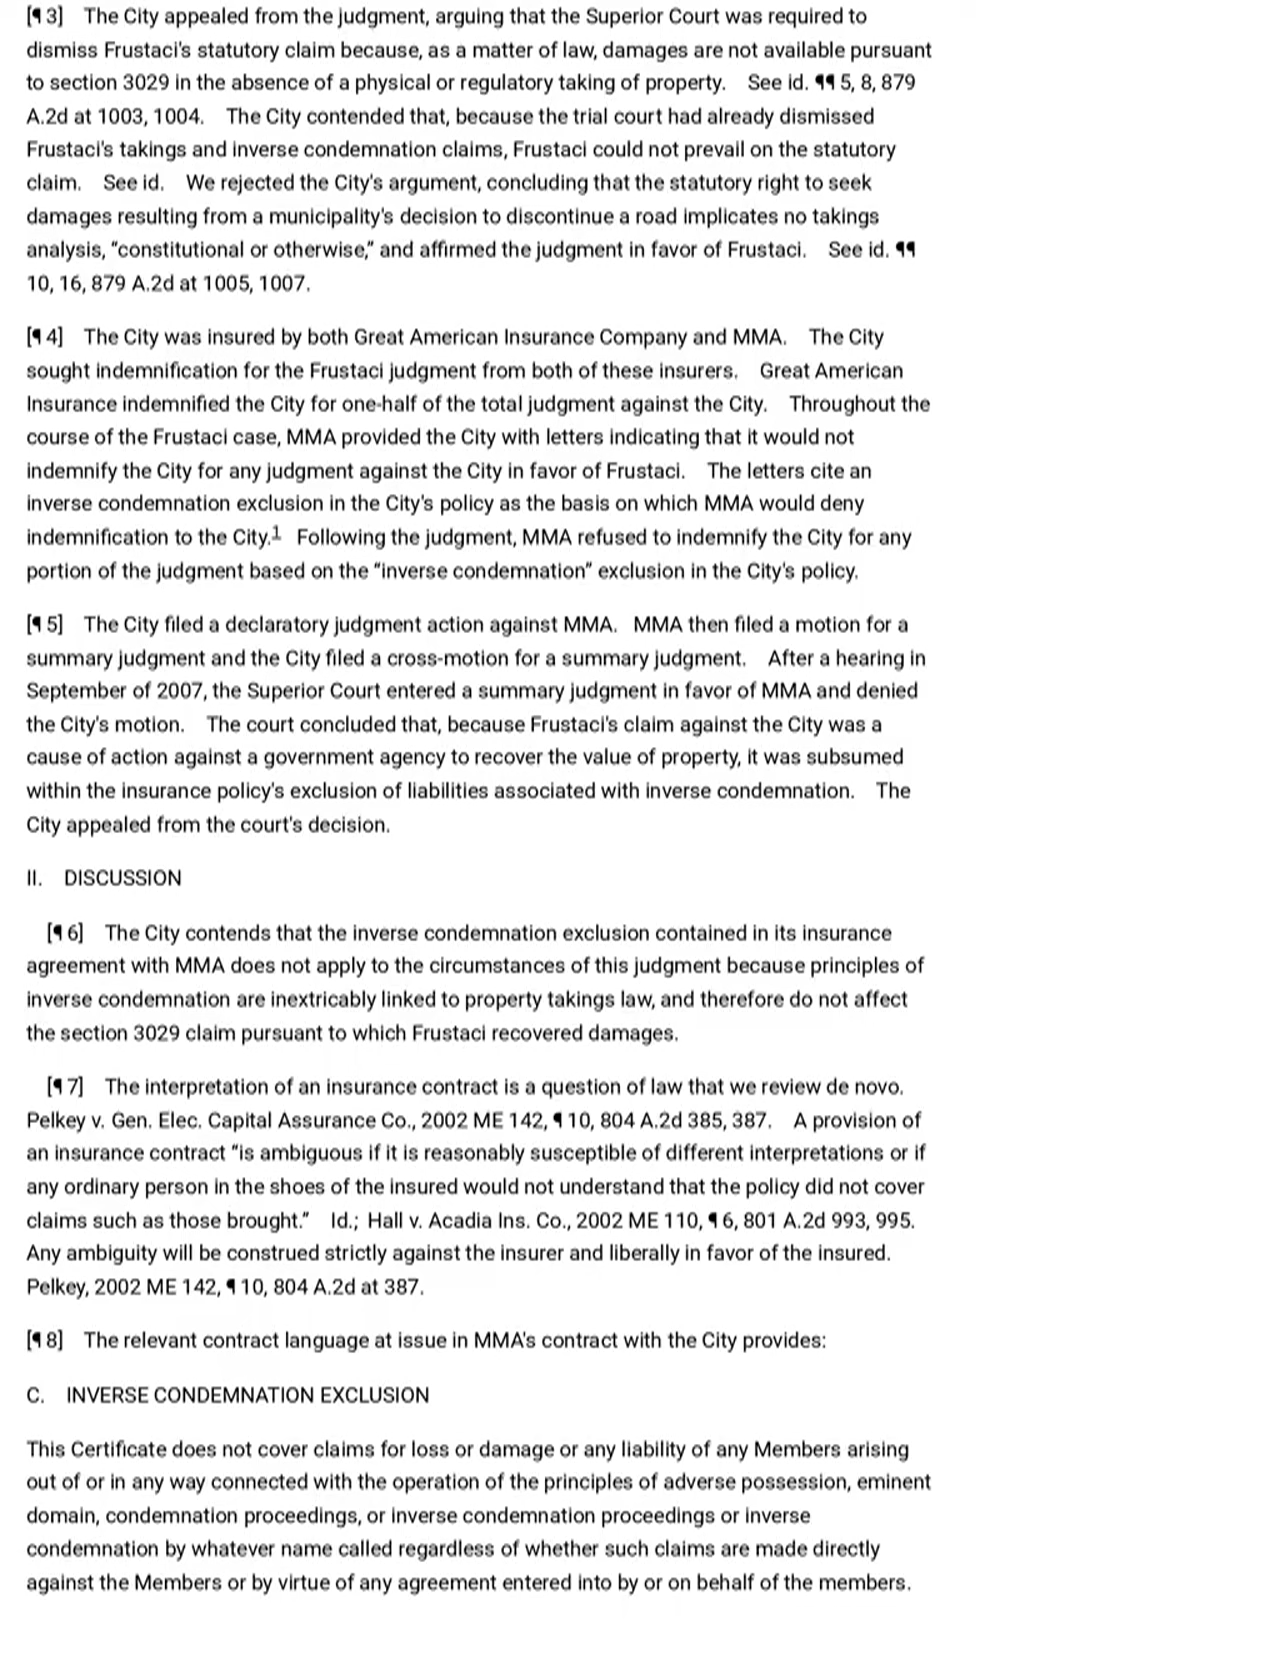 [¶ 3] The City appealed from the judgment, arguing that the Superior Court was required to
dismiss Frustaci's statutory claim because, as a matter of law, damages are not available pursuant
to section 3029 in the absence of a physical or regulatory taking of property. See id. ¶¶ 5, 8, 879
A.2d at 1003, 1004. The City contended that, because the trial court had already dismissed
Frustaci's takings and inverse condemnation claims, Frustaci could not prevail on the statutory
claim. See id. We rejected the City's argument, concluding that the statutory right to seek
damages resulting from a municipality's decision to discontinue a road implicates no takings
analysis, “constitutional or otherwise,” and affirmed the judgment in favor of Frustaci. See id. ¶¶
10, 16, 879 A.2d at 1005, 1007.
[¶ 4] The City was insured by both Great American Insurance Company and MMA. The City
sought indemnification for the Frustaci judgment from both of these insurers. Great American
Insurance indemnified the City for one-half of the total judgment against the City. Throughout the
course of the Frustaci case, MMA provided the City with letters indicating that it would not
indemnify the City for any judgment against the City in favor of Frustaci. The letters cite an
inverse condemnation exclusion in the City's policy as the basis on which MMA would deny
indemnification to the City.1 Following the judgment, MMA refused to indemnify the City for any
portion of the judgment based on the “inverse condemnation” exclusion in the City's policy.
[¶ 5] The City filed a declaratory judgment action against MMA. MMA then filed a motion for a
summary judgment and the City filed a cross-motion for a summary judgment. After a hearing in
September of 2007, the Superior Court entered a summary judgment in favor of MMA and denied
the City's motion. The court concluded that, because Frustaci's claim against the City was a
cause of action against a government agency to recover the value of property, it was subsumed
within the insurance policy's exclusion of liabilities associated with inverse condemnation. The
City appealed from the court's decision.
II. DISCUSSION
[¶ 6] The City contends that the inverse condemnation exclusion contained in its insurance
agreement with MMA does not apply to the circumstances of this judgment because principles of
inverse condemnation are inextricably linked to property takings law, and therefore do not affect
the section 3029 claim pursuant to which Frustaci recovered damages.
[¶ 7] The interpretation of an insurance contract is a question of law that we review de novo.
Pelkey v. Gen. Elec. Capital Assurance Co., 2002 ME 142, ¶ 10, 804 A.2d 385, 387. A provision of
an insurance contract “is ambiguous if it is reasonably susceptible of different interpretations or if
any ordinary person in the shoes of the insured would not understand that the policy did not cover
claims such as those brought.” Id.; Hall v. Acadia Ins. Co., 2002 ME 110, ¶ 6, 801 A.2d 993, 995.
Any ambiguity will be construed strictly against the insurer and liberally in favor of the insured.
Pelkey, 2002 ME 142, ¶ 10, 804 A.2d at 387.
[¶ 8] The relevant contract language at issue in MMA's contract with the City provides:
C. INVERSE CONDEMNATION EXCLUSION
This Certificate does not cover claims for loss or damage or any liability of any Members arising
out of or in any way connected with the operation of the principles of adverse possession, eminent
domain, condemnation proceedings, or inverse condemnation proceedings or inverse
condemnation by whatever name called regardless of whether such claims are made directly
against the Members or by virtue of any agreement entered into by or on behalf of the members.